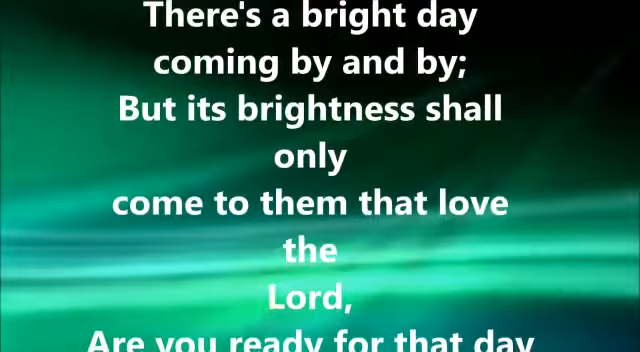 There's a bright day
coming by and by;
But its brightness shall
only
come to them that love
the
Lord,
Are you ready for that day